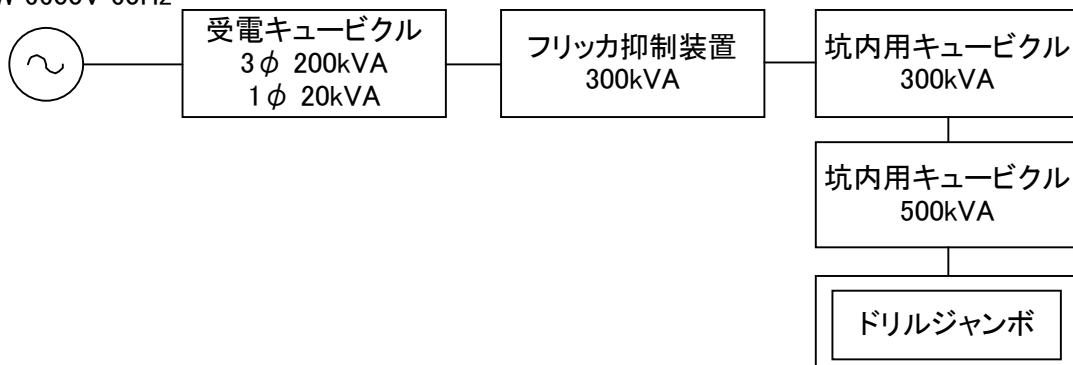 受電キュービクル
3φ 200kVA
1φ 20kVA
フリッカ抑制装置
300kVA
坑内用キュービクル
300kVA
坑内用キュービクル
500kVA
ドリルジャンボ